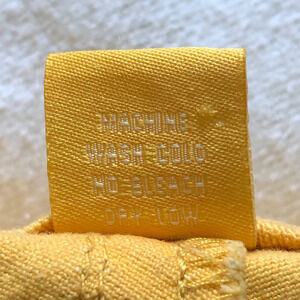 MACHINE
WASH COLD
NO BLEACH
DRY LOW